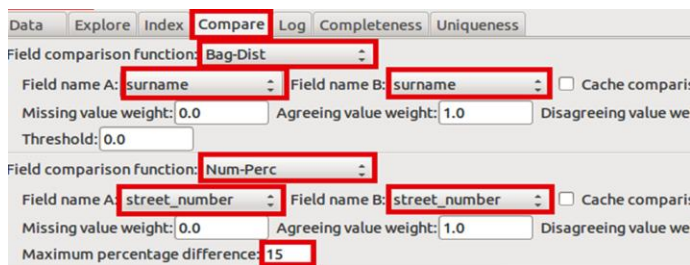 Data Explore Index Compare Log Completeness Uniqueness
Field comparison function: Bag-Dist
Field name A: surname Field name B: surname Cache comparis
Missing value weight: 0.0 Agreeing value weight: 1.0 Disagreeing value we
Threshold: 0.0
Field comparison function: Num-Perc
Field name A: street_number Field name B: street_number Cache comparis
Missing value weight: 0.0 Agreeing value weight: 1.0 Disagreeing value we
Maximum percentage difference: 15